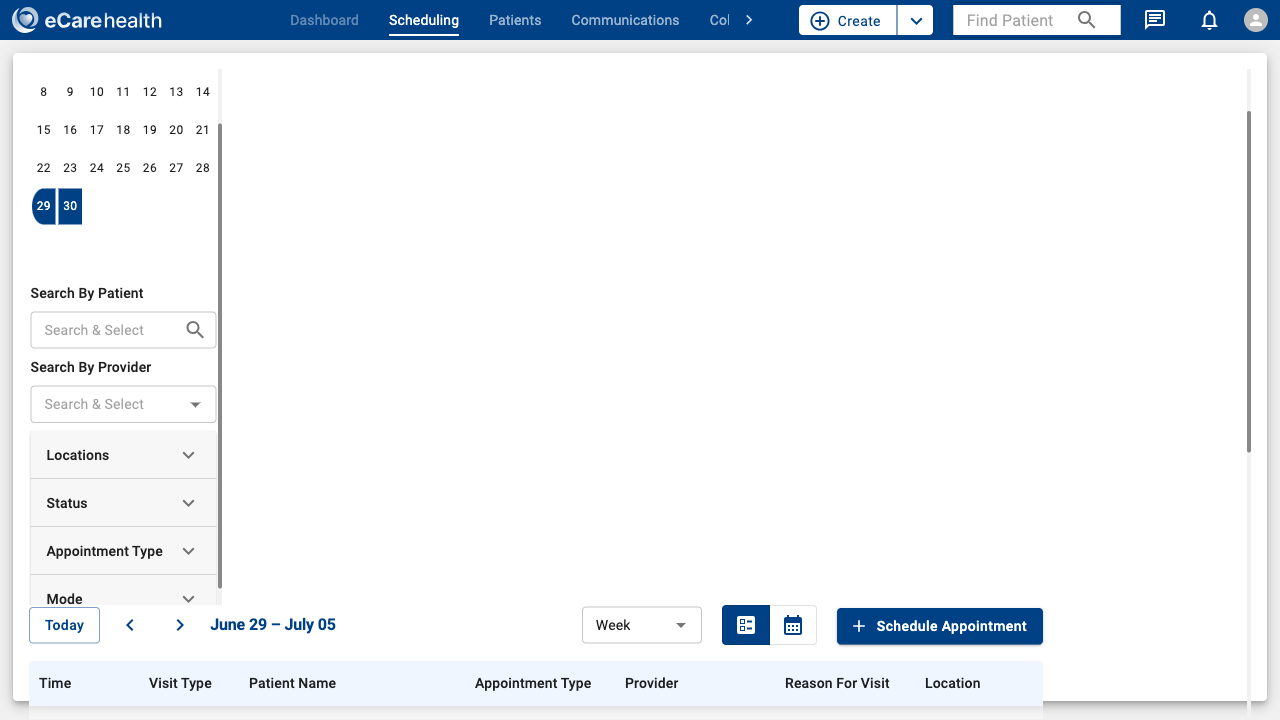 eCarehealth
Dashboard Scheduling Patients Communications Col
Create
Find Patient
8 9 10 11 12 13 14
15 16 17 18 19 20 21
22 23 24 25 26 27 28
29 30
Search By Patient
Search & Select
Search By Provider
Search & Select
Locations
Status
Appointment Type
Mode
Today June 29 – July 05 Week Schedule Appointment
Time Visit Type Patient Name Appointment Type Provider Reason For Visit Location